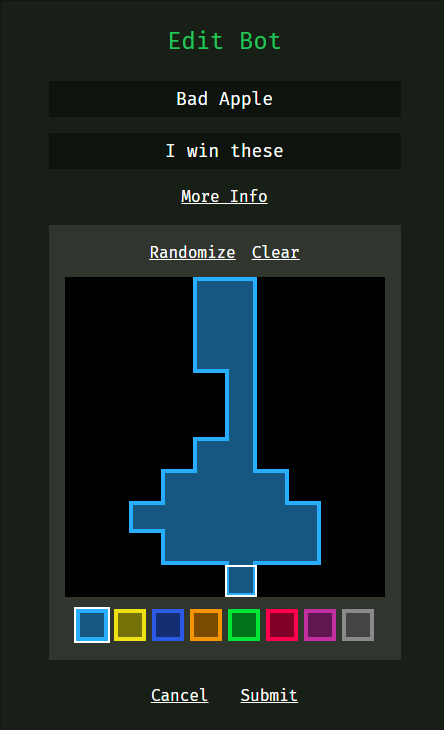 Edit Bot
Bad Apple
I win these
More Info
Randomize Clear
Cancel Submit